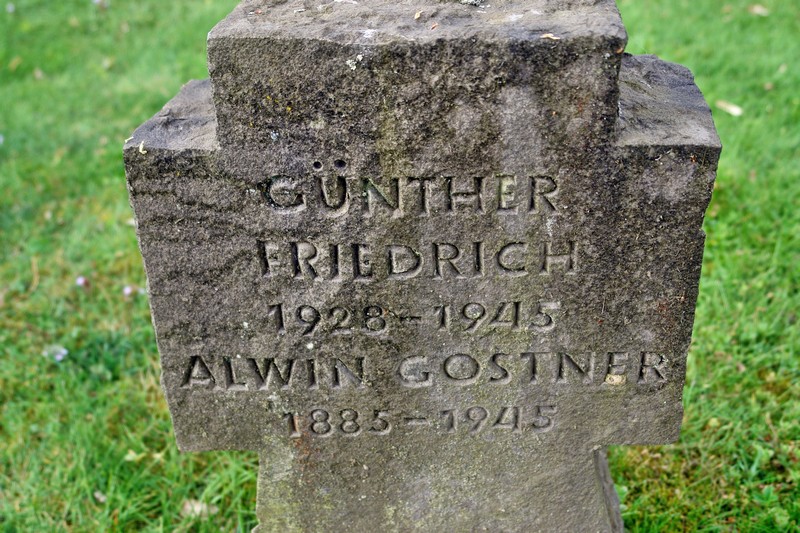 GÜNTHER
FRIEDRICH
1928-1945
ALWIN GOSTNER
1885-1945